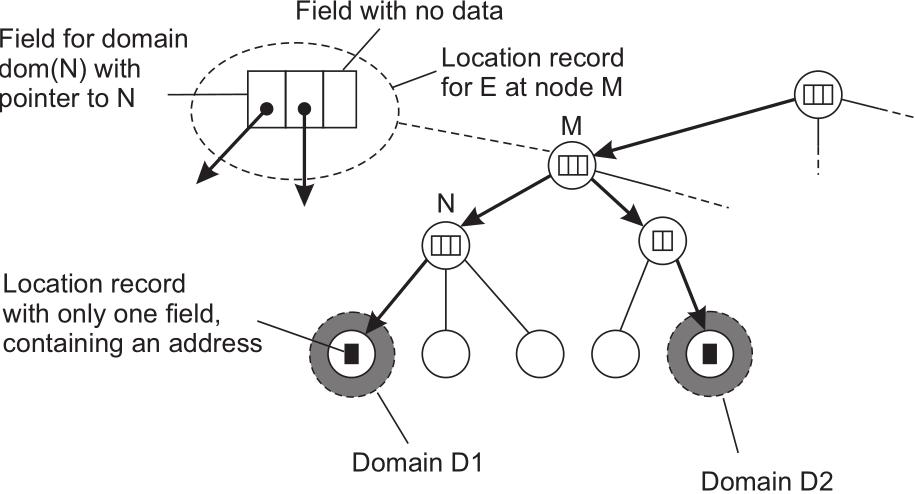 Field with no data
Field for domain
dom(N) with
pointer to N
Location record
for E at node M
M
N
Location record
with only one field,
containing an address
Domain D1
Domain D2